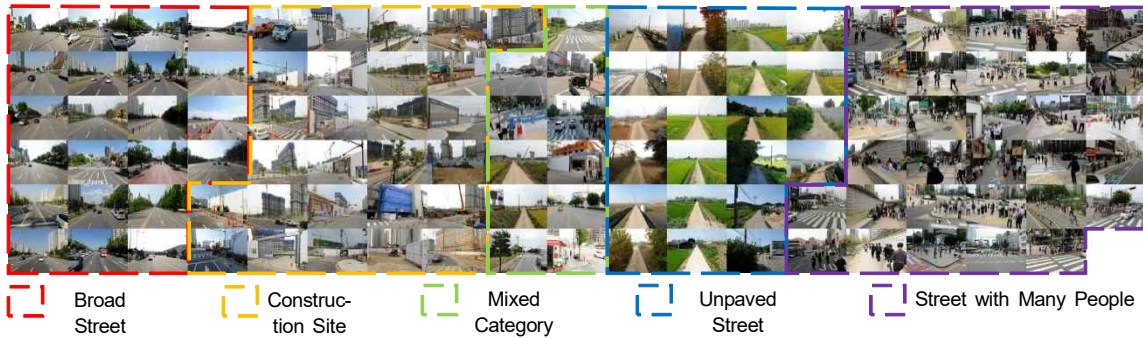 Broad
Street
Construc-
tion Site
Mixed
Category
Unpaved
Street
Street with Many People